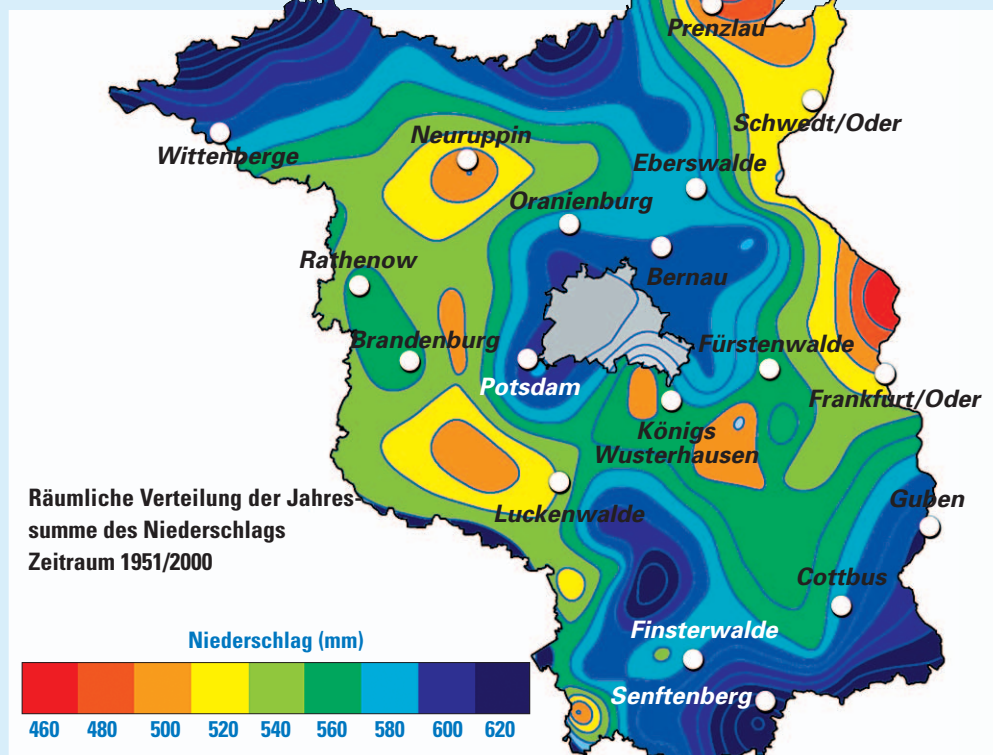 Prenzlau
Schwedt/Oder
Neuruppin
Wittenberge
Eberswalde
Oranienburg
Rathenow
Bernau
Brandenburg
Fürstenwalde
Potsdam
Frankfurt/Oder
Königs
Wusterhausen
Räumliche Verteilung der Jahres-
summe des Niederschlags
Zeitraum 1951/2000
Luckenwalde
Guben
Cottbus
Finsterwalde
Senftenberg
Niederschlag (mm)
460 480 500 520 540 560 580 600 620